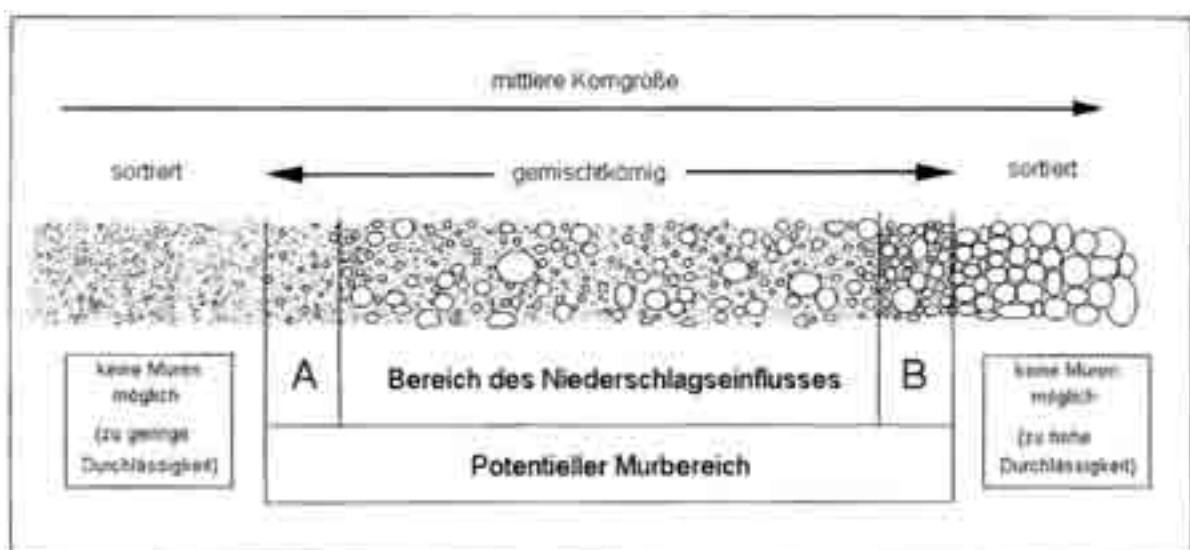 mittlere Korngröße
sortiert
gemischtkörnig
sortiert
keine Muren
möglich
(zu geringe
Durchlässigkeit)
A
Bereich des Niederschlagseinflusses
B
keine Muren
möglich
(zu hohe
Durchlässigkeit)
Potentieller Murbereich